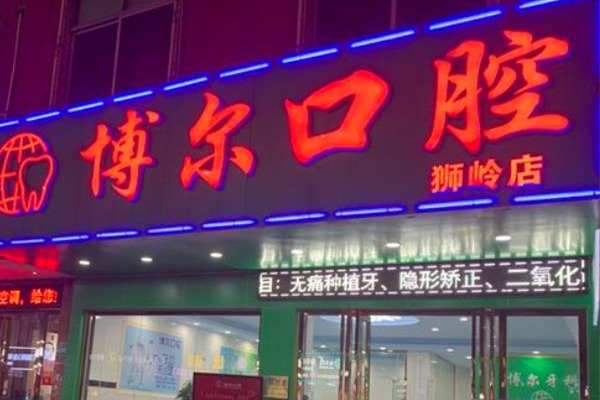 博尔口腔
狮岭店
目:无痛种植牙、隐形矫正、二氧化
空调,给您
博尔牙科